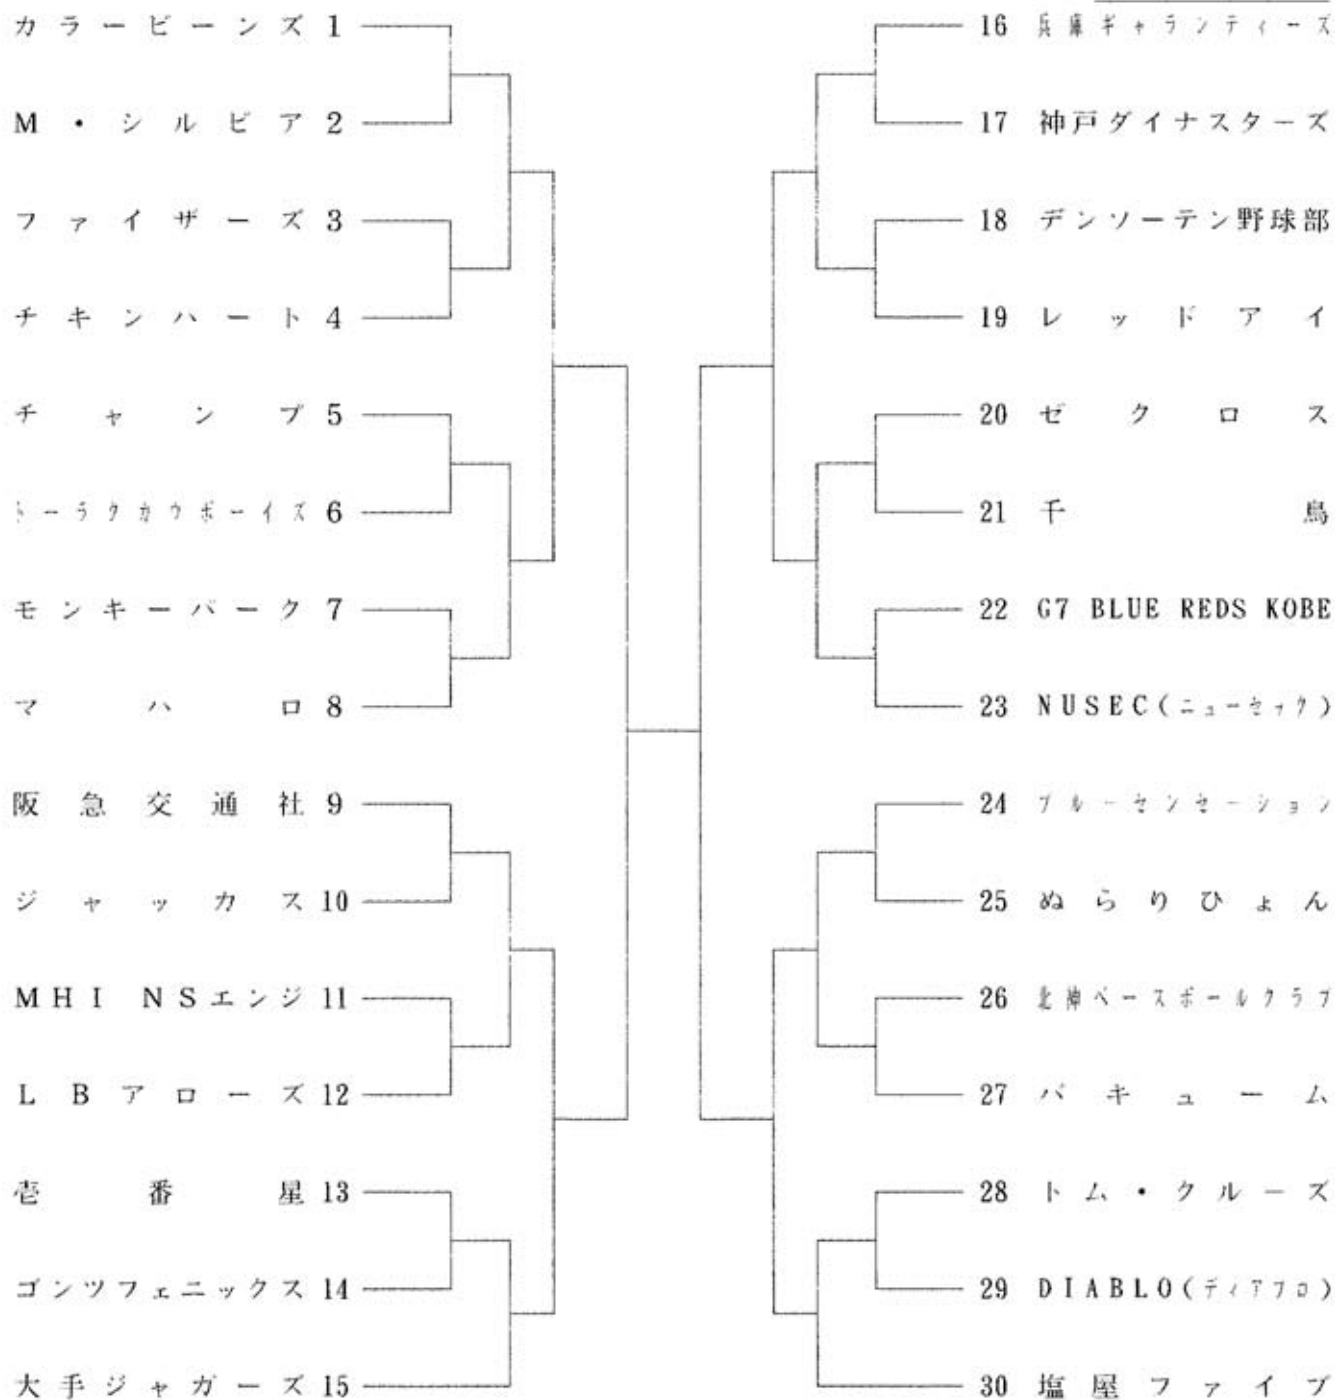 カラービーンズ 1
M・シルビア 2
ファイザーズ 3
チキンハート 4
チャンプ 5
トーラクカウボーイズ 6
モンキーパーク 7
マハロ 8
阪急交通社 9
ジャッカス 10
MHI NSエンジ 11
LBアローズ 12
壱番星 13
ゴンツフェニックス 14
大手ジャガーズ 15
16 兵庫ギャランティーズ
17 神戸ダイナスターズ
18 デンソーテン野球部
19 レッドアイ
20 ゼクロス
21 千鳥
22 G7 BLUE REDS KOBE
23 NUSEC(ニューセック)
24 ブルーセンセーション
25 ぬらりひょん
26 北神ベースボールクラブ
27 バキューム
28 トム・クルーズ
29 DIABLO(ディアブロ)
30 塩屋ファイブ